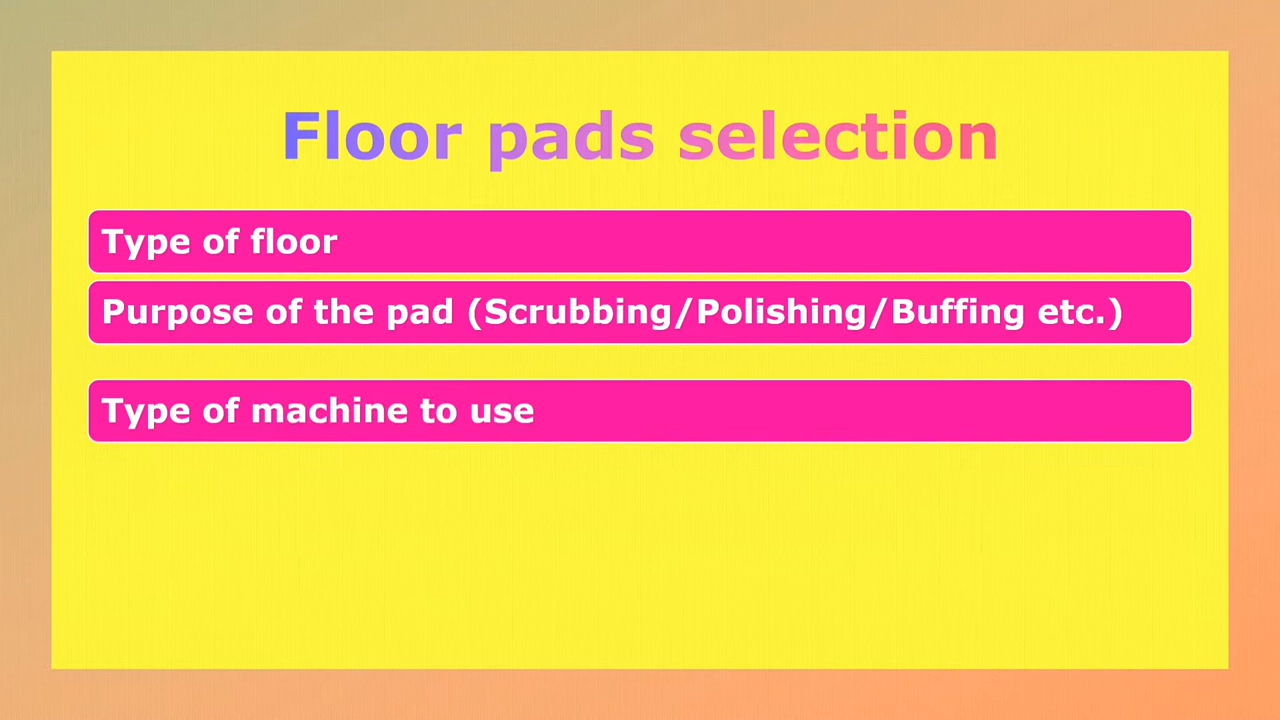 Floor pads selection
Type of floor
Purpose of the pad (Scrubbing/Polishing/Buffing etc.)
Type of machine to use